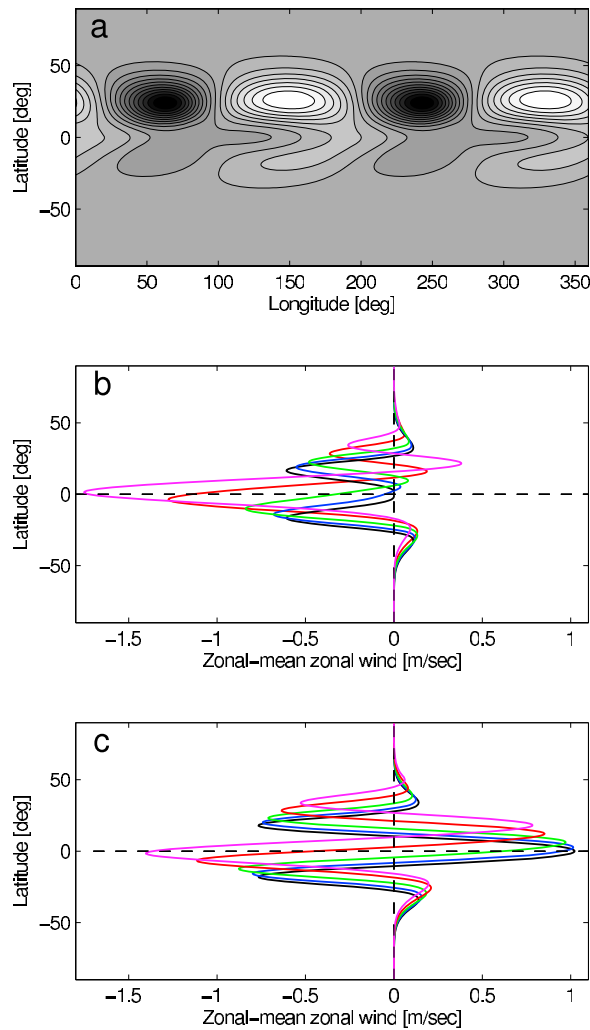 a
Latitude [deg]
50
0
−50
0 50 100 150 200 250 300 350
Longitude [deg]
b
Latitude [deg]
50
0
−50
−1.5 −1 −0.5 0 0.5 1
Zonal−mean zonal wind [m/sec]
c
Latitude [deg]
50
0
−50
−1.5 −1 −0.5 0 0.5 1
Zonal−mean zonal wind [m/sec]